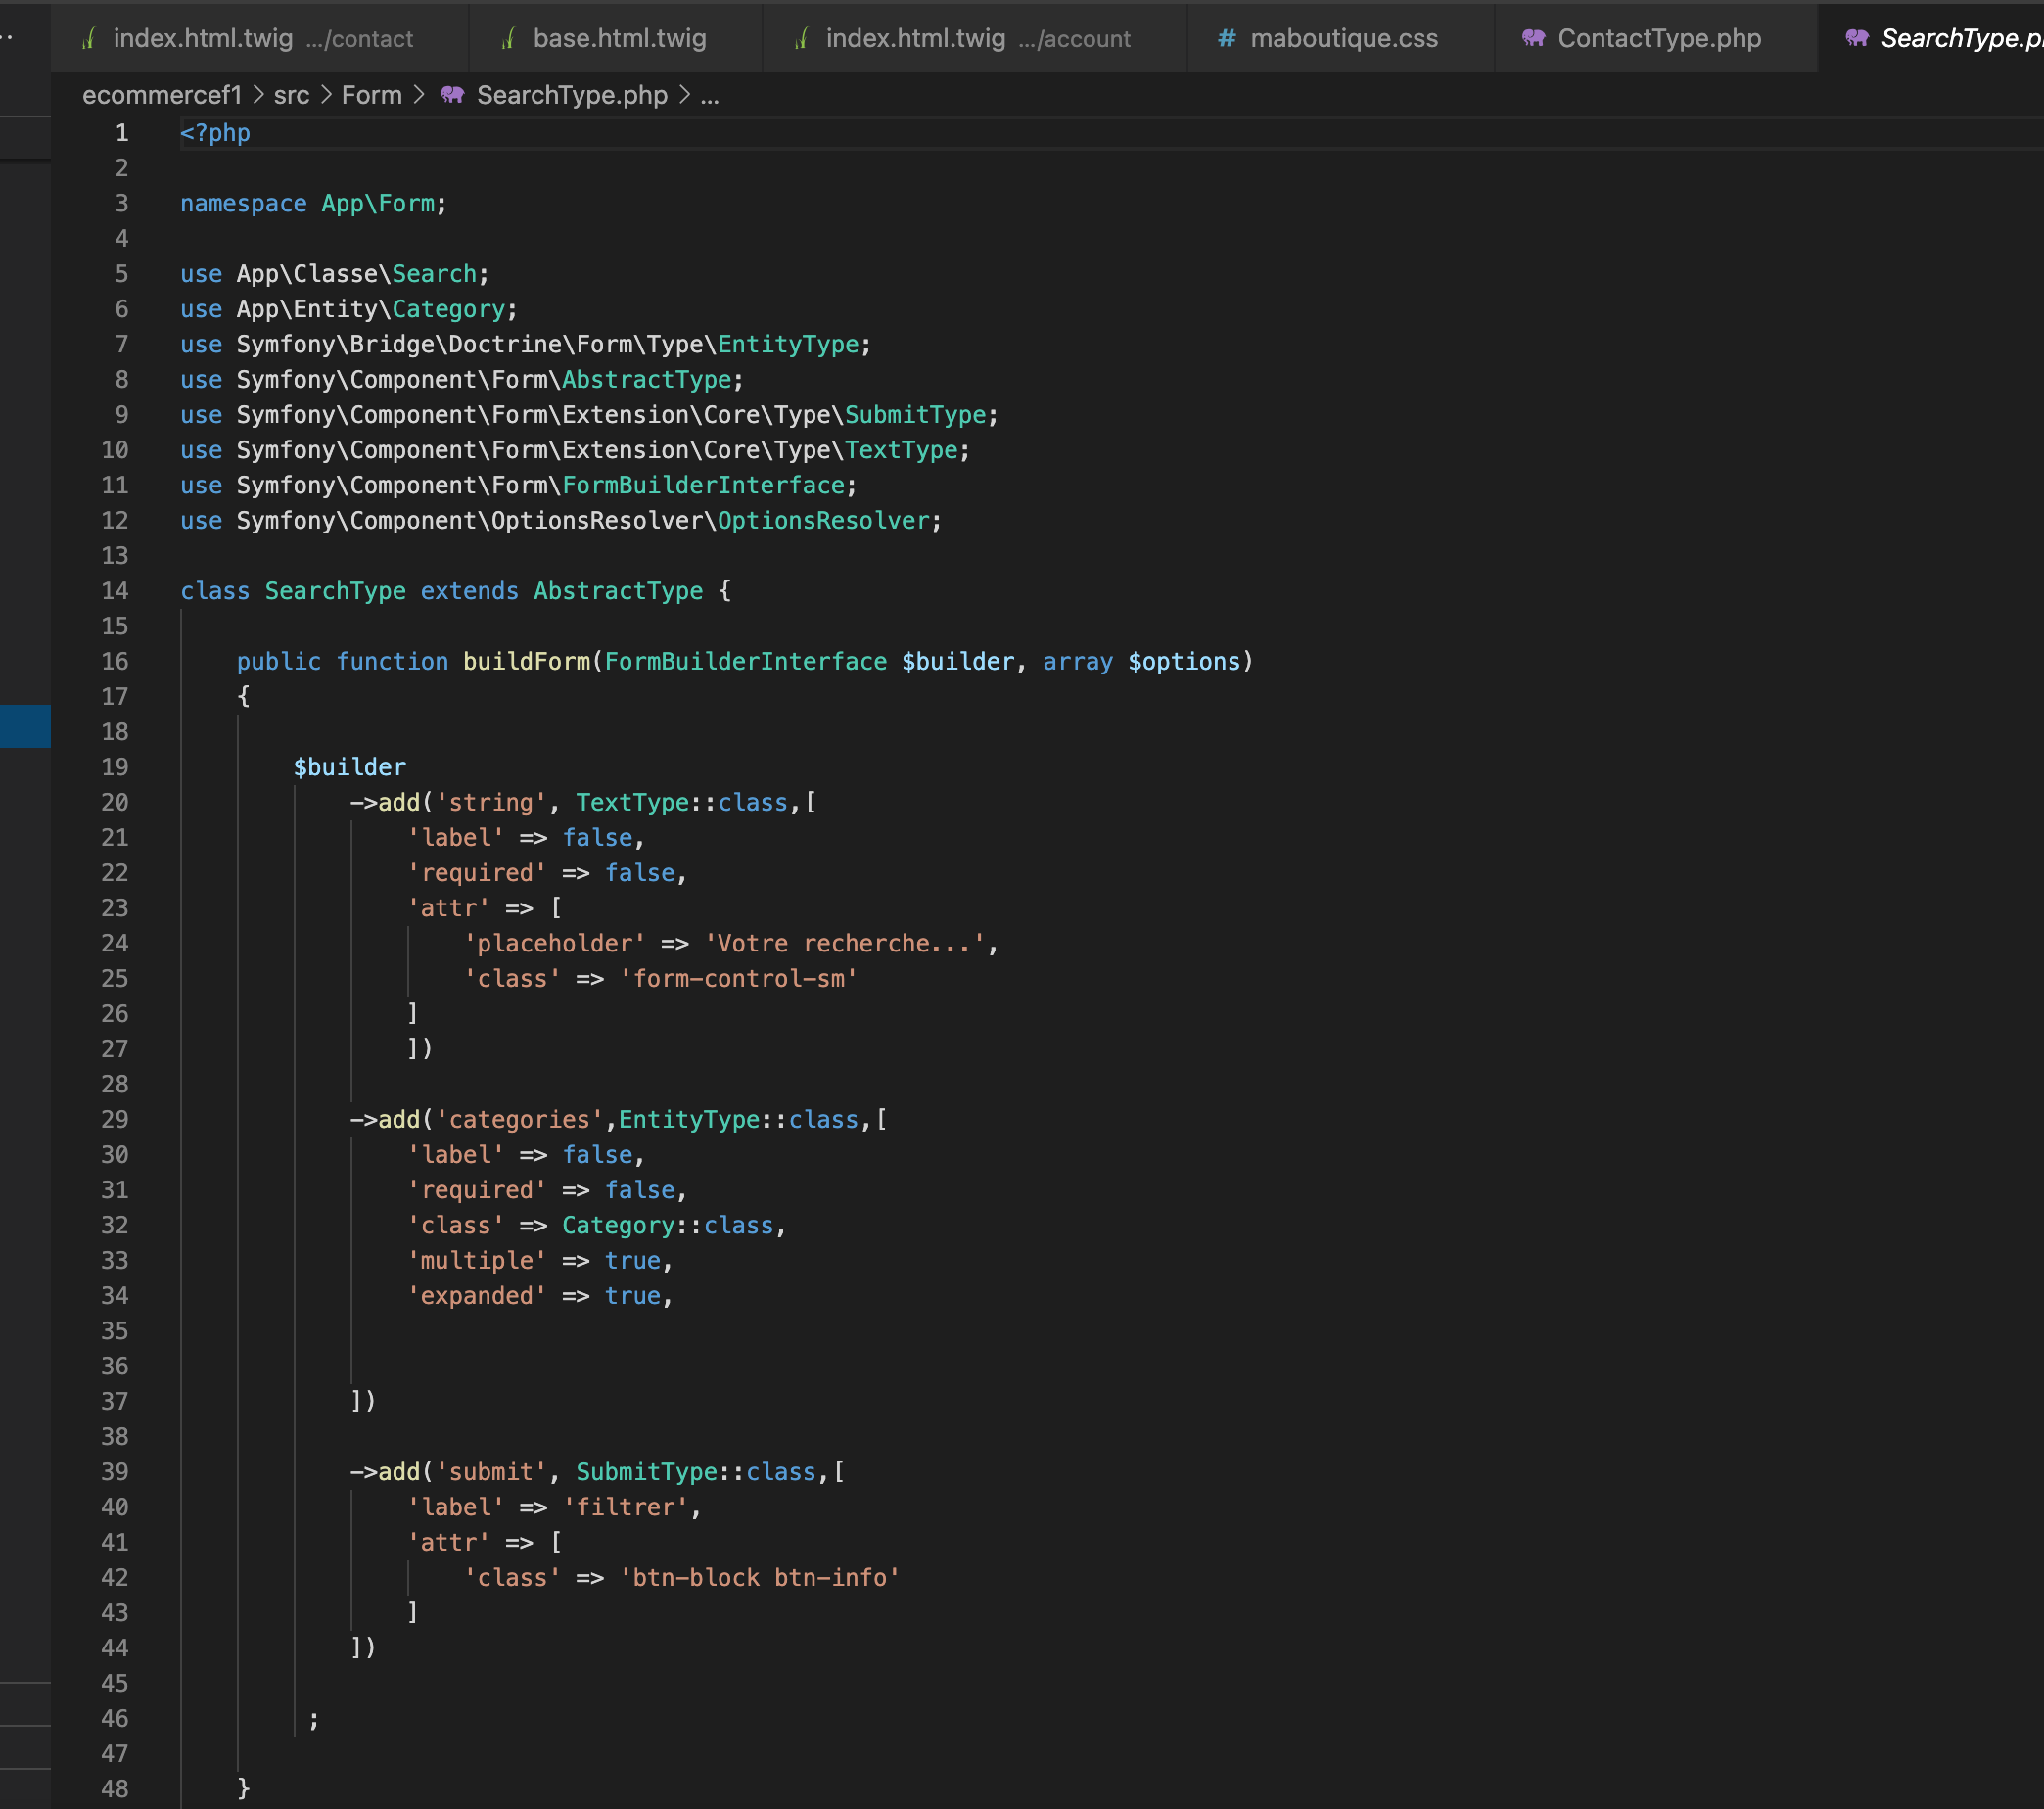 index.html.twig .../contact base.html.twig index.html.twig .../account # maboutique.css ContactType.php SearchType.p
ecommercef1 > src > Form > SearchType.php > ...
1 <?php
2
3 namespace App\Form;
4
5 use App\Classe\Search;
6 use App\Entity\Category;
7 use Symfony\Bridge\Doctrine\Form\Type\EntityType;
8 use Symfony\Component\Form\AbstractType;
9 use Symfony\Component\Form\Extension\Core\Type\SubmitType;
10 use Symfony\Component\Form\Extension\Core\Type\TextType;
11 use Symfony\Component\Form\FormBuilderInterface;
12 use Symfony\Component\OptionsResolver\OptionsResolver;
13
14 class SearchType extends AbstractType {
15
16 public function buildForm(FormBuilderInterface $builder, array $options)
17 {
18
19 $builder
20 ->add('string', TextType::class,[
21 'label' => false,
22 'required' => false,
23 'attr' => [
24 'placeholder' => 'Votre recherche...',
25 'class' => 'form-control-sm'
26 ]
27 ])
28
29 ->add('categories',EntityType::class,[
30 'label' => false,
31 'required' => false,
32 'class' => Category::class,
33 'multiple' => true,
34 'expanded' => true,
35
36
37 ])
38
39 ->add('submit', SubmitType::class,[
40 'label' => 'filtrer',
41 'attr' => [
42 'class' => 'btn-block btn-info'
43 ]
44 ])
45
46 ;
47
48 }